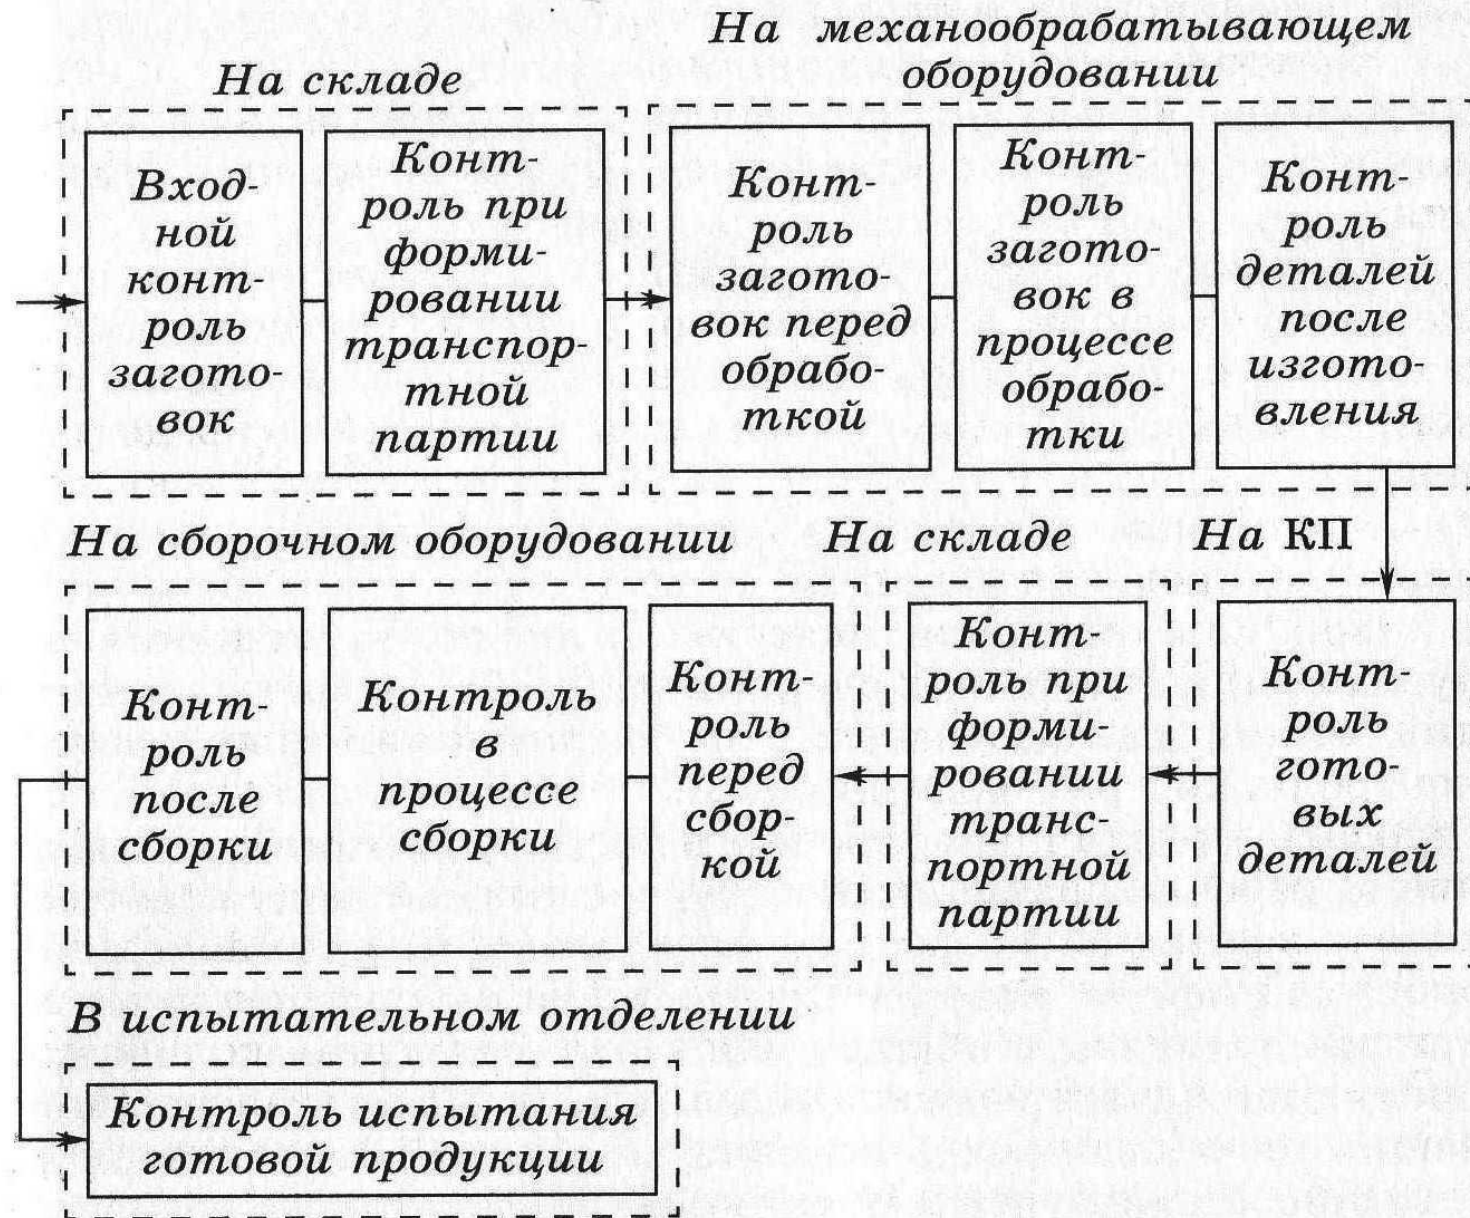 На складе
Вход-
ной
конт-
роль
загото-
вок
Конт-
роль при
форми-
ровании
транспор-
тной
партии
На механообрабатывающем
оборудовании
Конт-
роль
загото-
вок перед
обрабо-
ткой
Конт-
роль
загото-
вок в
процессе
обрабо-
тки
Конт-
роль
деталей
после
изгото-
вления
На КП
Конт-
роль
гото-
вых
деталей
На складе
Конт-
роль при
форми-
ровании
транс-
портной
партии
На сборочном оборудовании
Конт-
роль
перед
сбор-
кой
Контроль
в
процессе
сборки
Конт-
роль
после
сборки
В испытательном отделении
Контроль испытания
готовой продукции